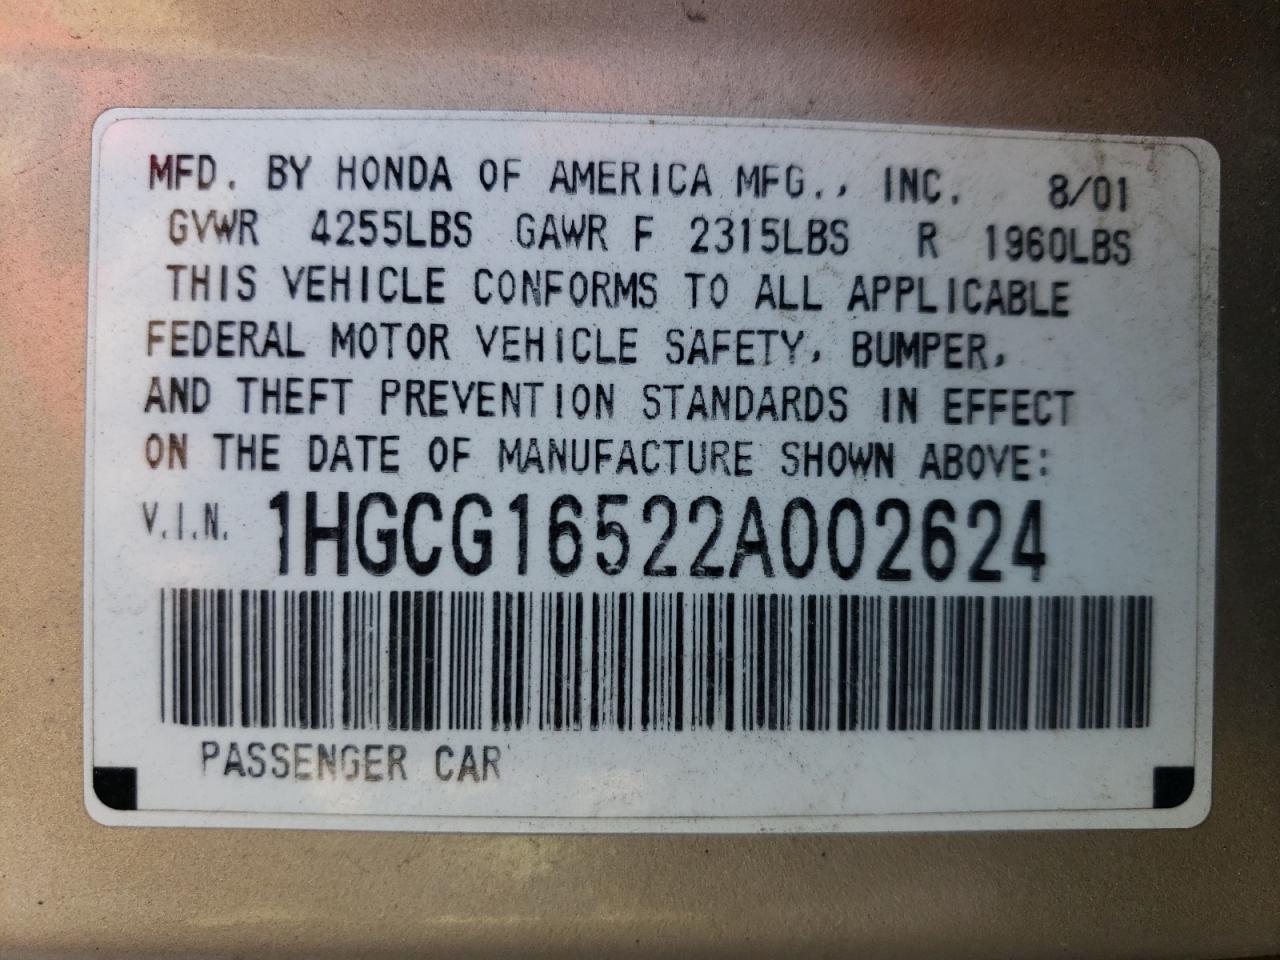 MFD. BY HONDA OF AMERICA MFG., INC. 8/01
GVWR 4255LBS GAWR F 2315LBS R 1960LBS
THIS VEHICLE CONFORMS TO ALL APPLICABLE
FEDERAL MOTOR VEHICLE SAFETY, BUMPER,
AND THEFT PREVENTION STANDARDS IN EFFECT
ON THE DATE OF MANUFACTURE SHOWN ABOVE:
V.I.N. 1HGCG16522A002624
PASSENGER CAR